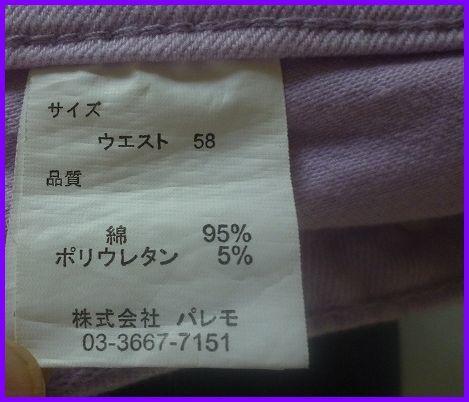 サイズ
ウエスト 58
品質
綿 95%
ポリウレタン 5%
株式会社 パレモ
03-3667-7151